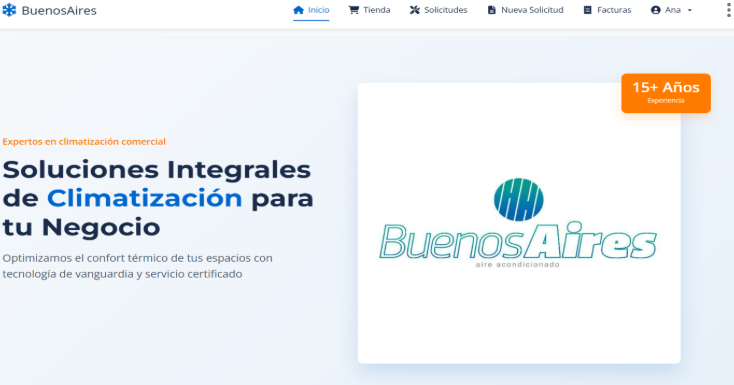 BuenosAires
Inicio
Tienda
Solicitudes
Nueva Solicitud
Facturas
Ana
15+ Años
Experiencia
Expertos en climatización comercial
Soluciones Integrales
de Climatización para
tu Negocio
Optimizamos el confort térmico de tus espacios con
tecnología de vanguardia y servicio certificado
BuenosAires
aire acondicionado